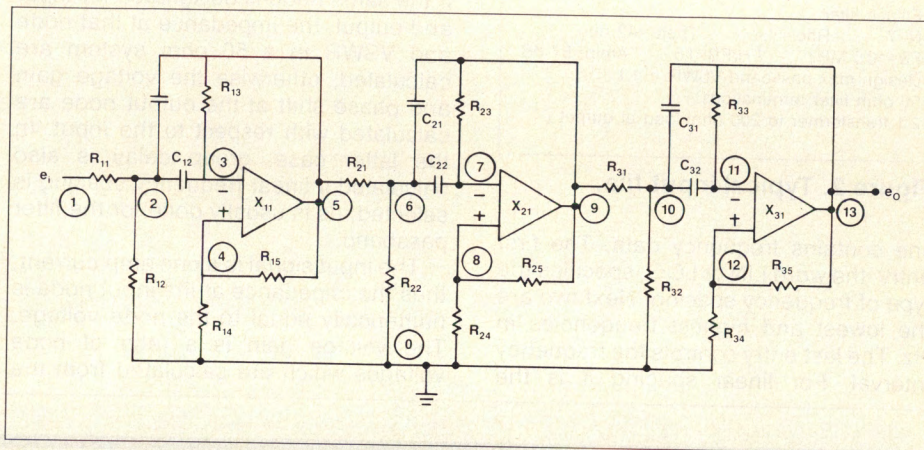 R13
R23
R33
C21
C31
R11
C12
3
R21
C22
7
R31
C32
11
ei
−
X11
−
X21
−
X31
1
2
+
5
6
+
9
10
+
13
eo
4
8
12
R12
R15
R22
R25
R32
R35
R14
R24
R34
0